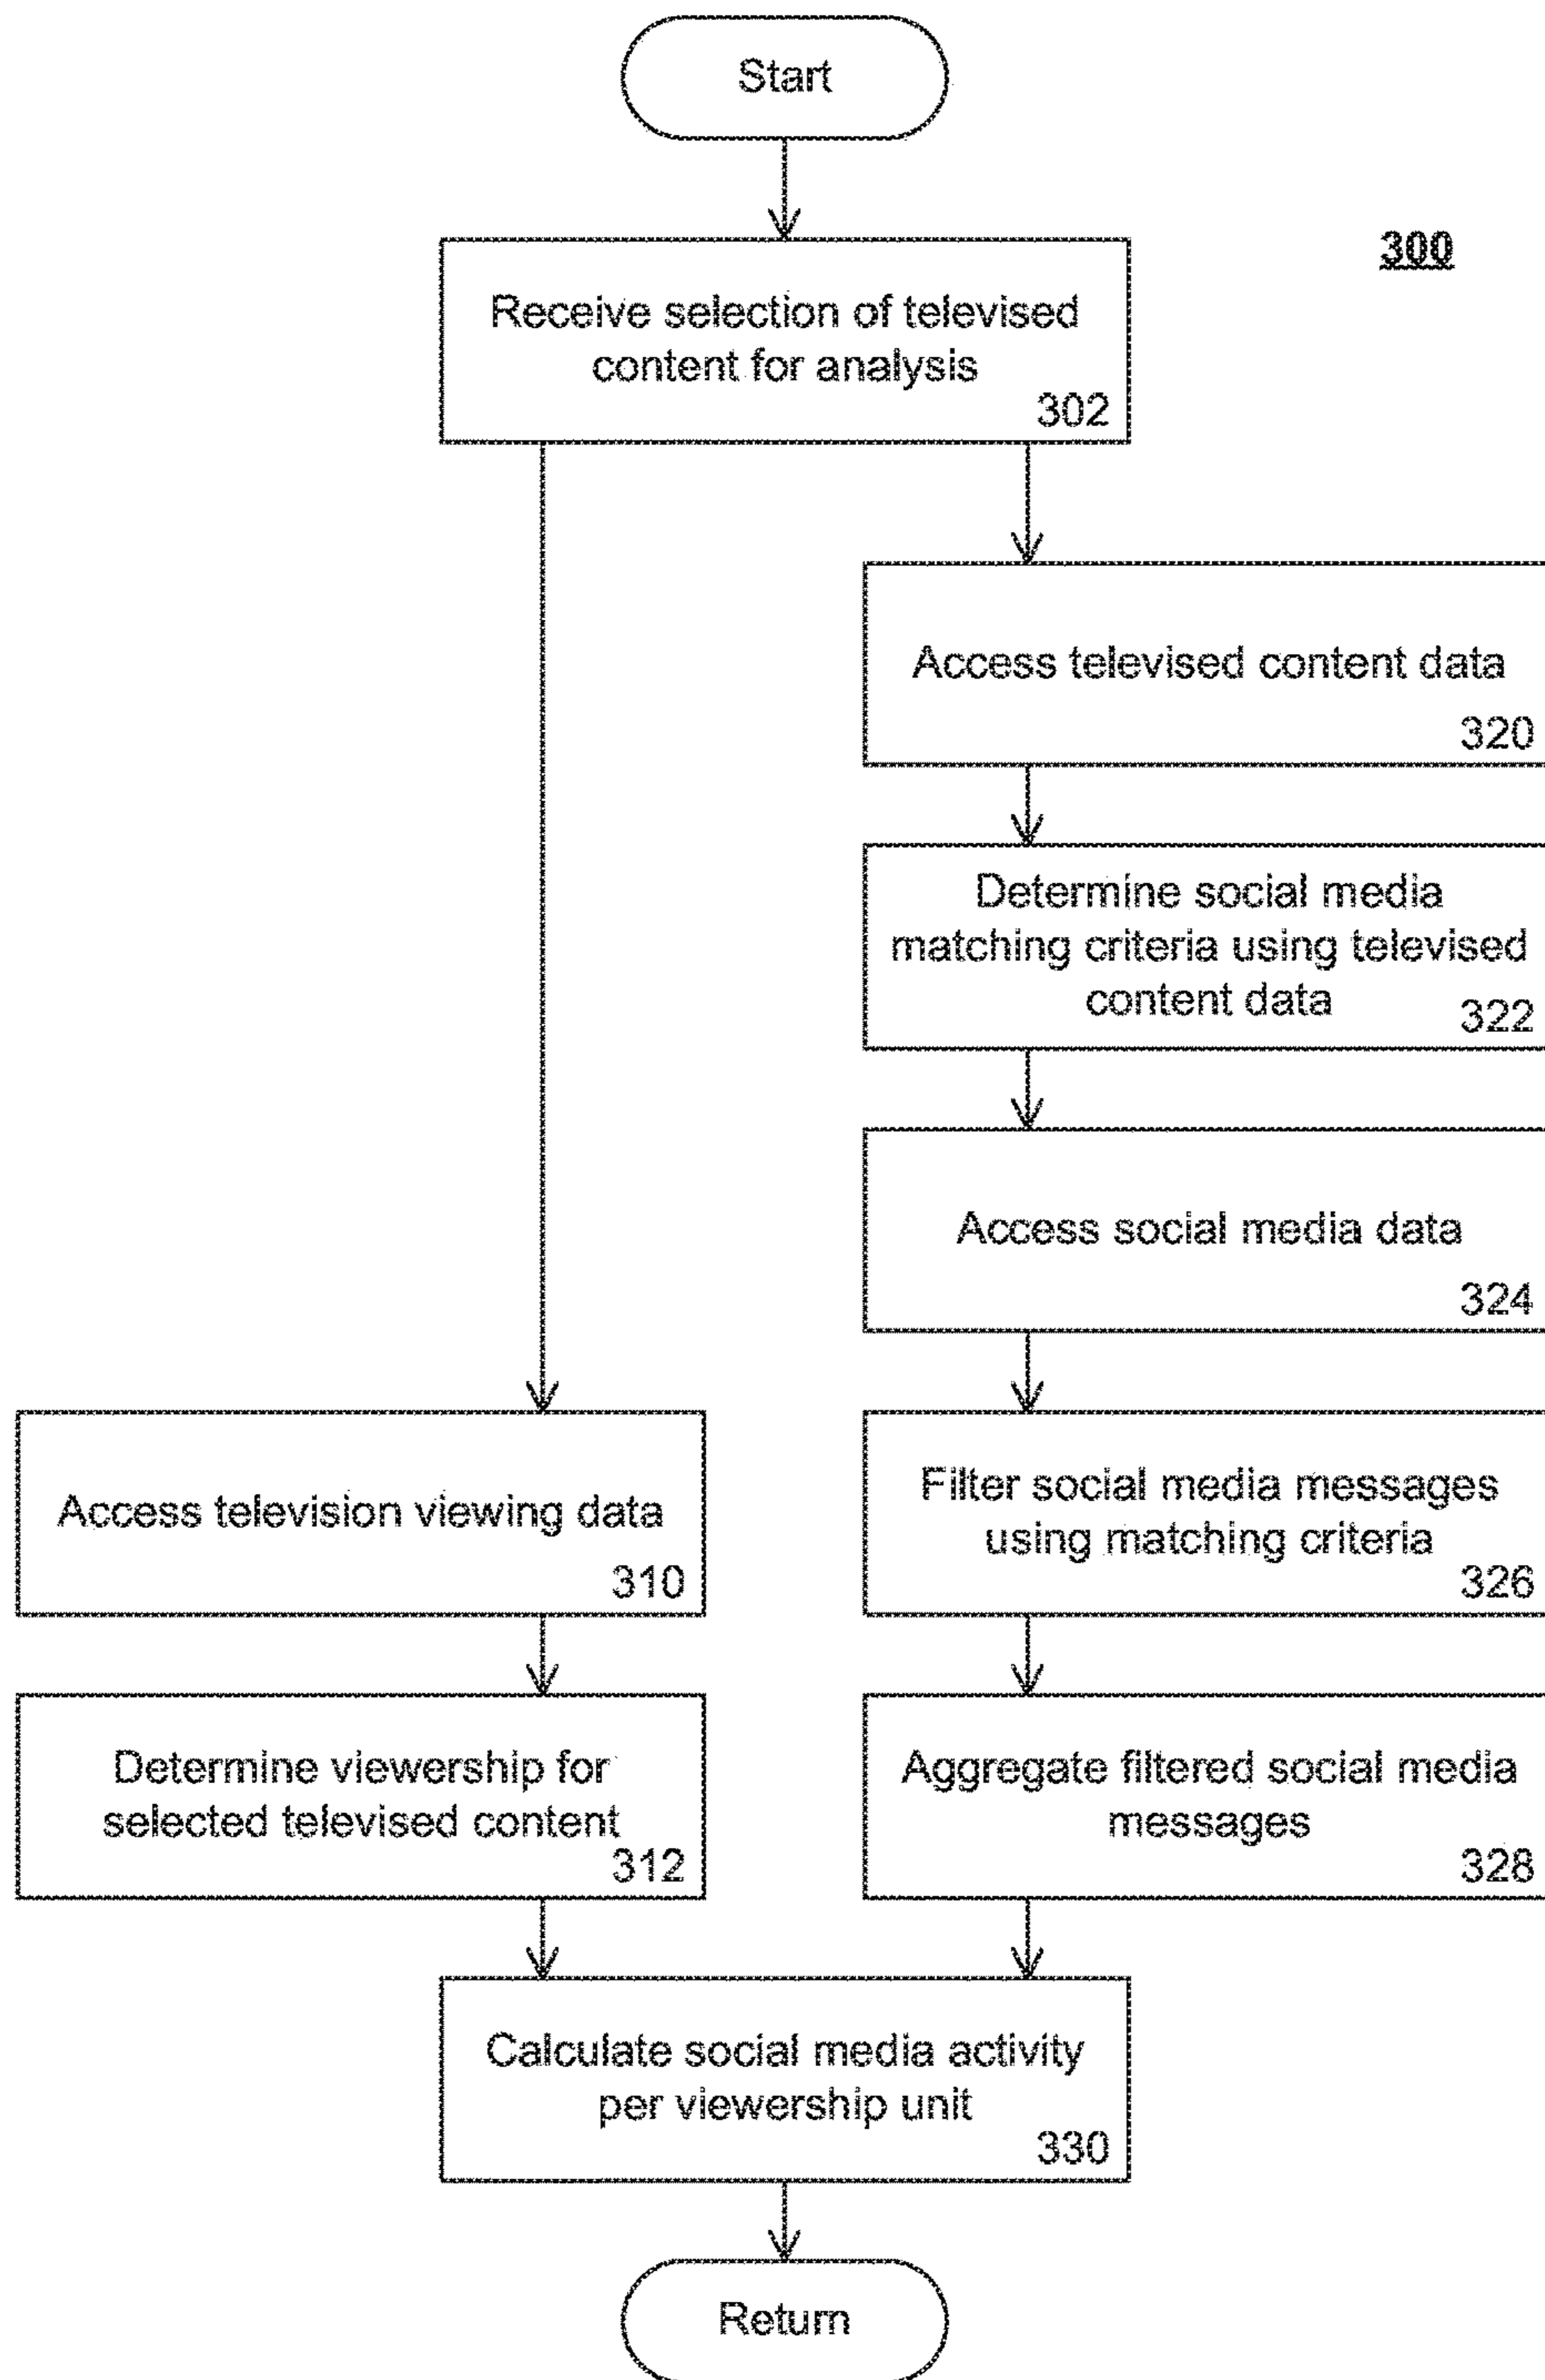 Start
300
Receive selection of televised
content for analysis
302
Access televised content data
320
Determine social media
matching criteria using televised
content data
322
Access social media data
324
Access television viewing data
310
Filter social media messages
using matching criteria
326
Determine viewership for
selected televised content
312
Aggregate filtered social media
messages
328
Calculate social media activity
per viewership unit
330
Return